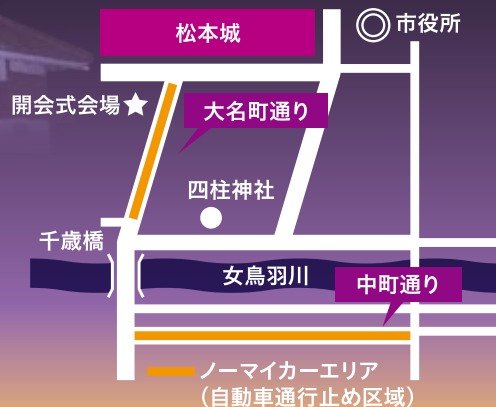 松本城
市役所
開会式会場
大名町通り
四柱神社
千歳橋
女鳥羽川
中町通り
ノーマイカーエリア
（自動車通行止め区域）